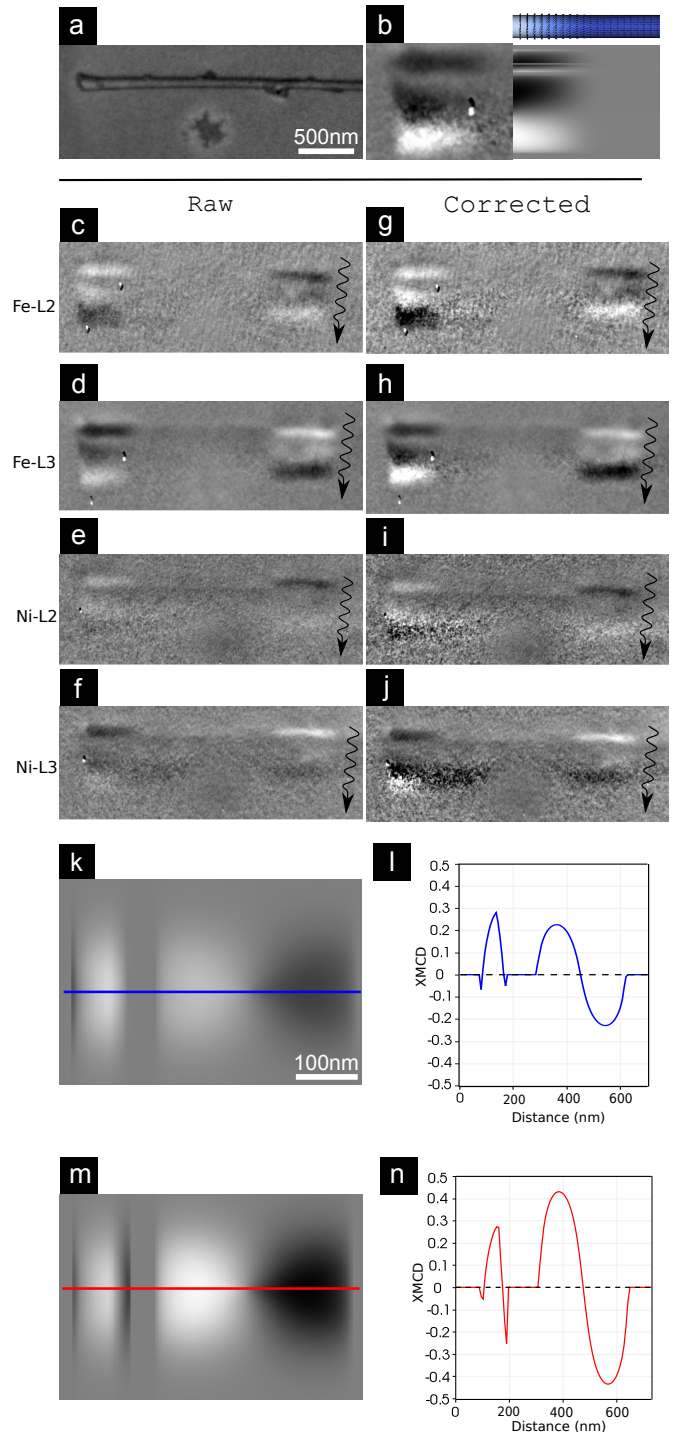 a
500nm
b
Raw
Corrected
c
g
Fe-L2
d
h
Fe-L3
e
i
Ni-L2
f
j
Ni-L3
k
100nm
l
XMCD
0.5
0.4
0.3
0.2
0.1
0
-0.1
-0.2
-0.3
-0.4
-0.5
0
200
400
600
Distance (nm)
m
n
XMCD
0.5
0.4
0.3
0.2
0.1
0
-0.1
-0.2
-0.3
-0.4
-0.5
0
200
400
600
Distance (nm)